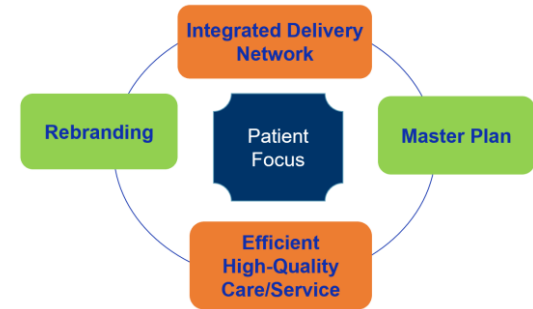 Integrated Delivery
Network
Rebranding
Patient
Focus
Master Plan
Efficient
High-Quality
Care/Service